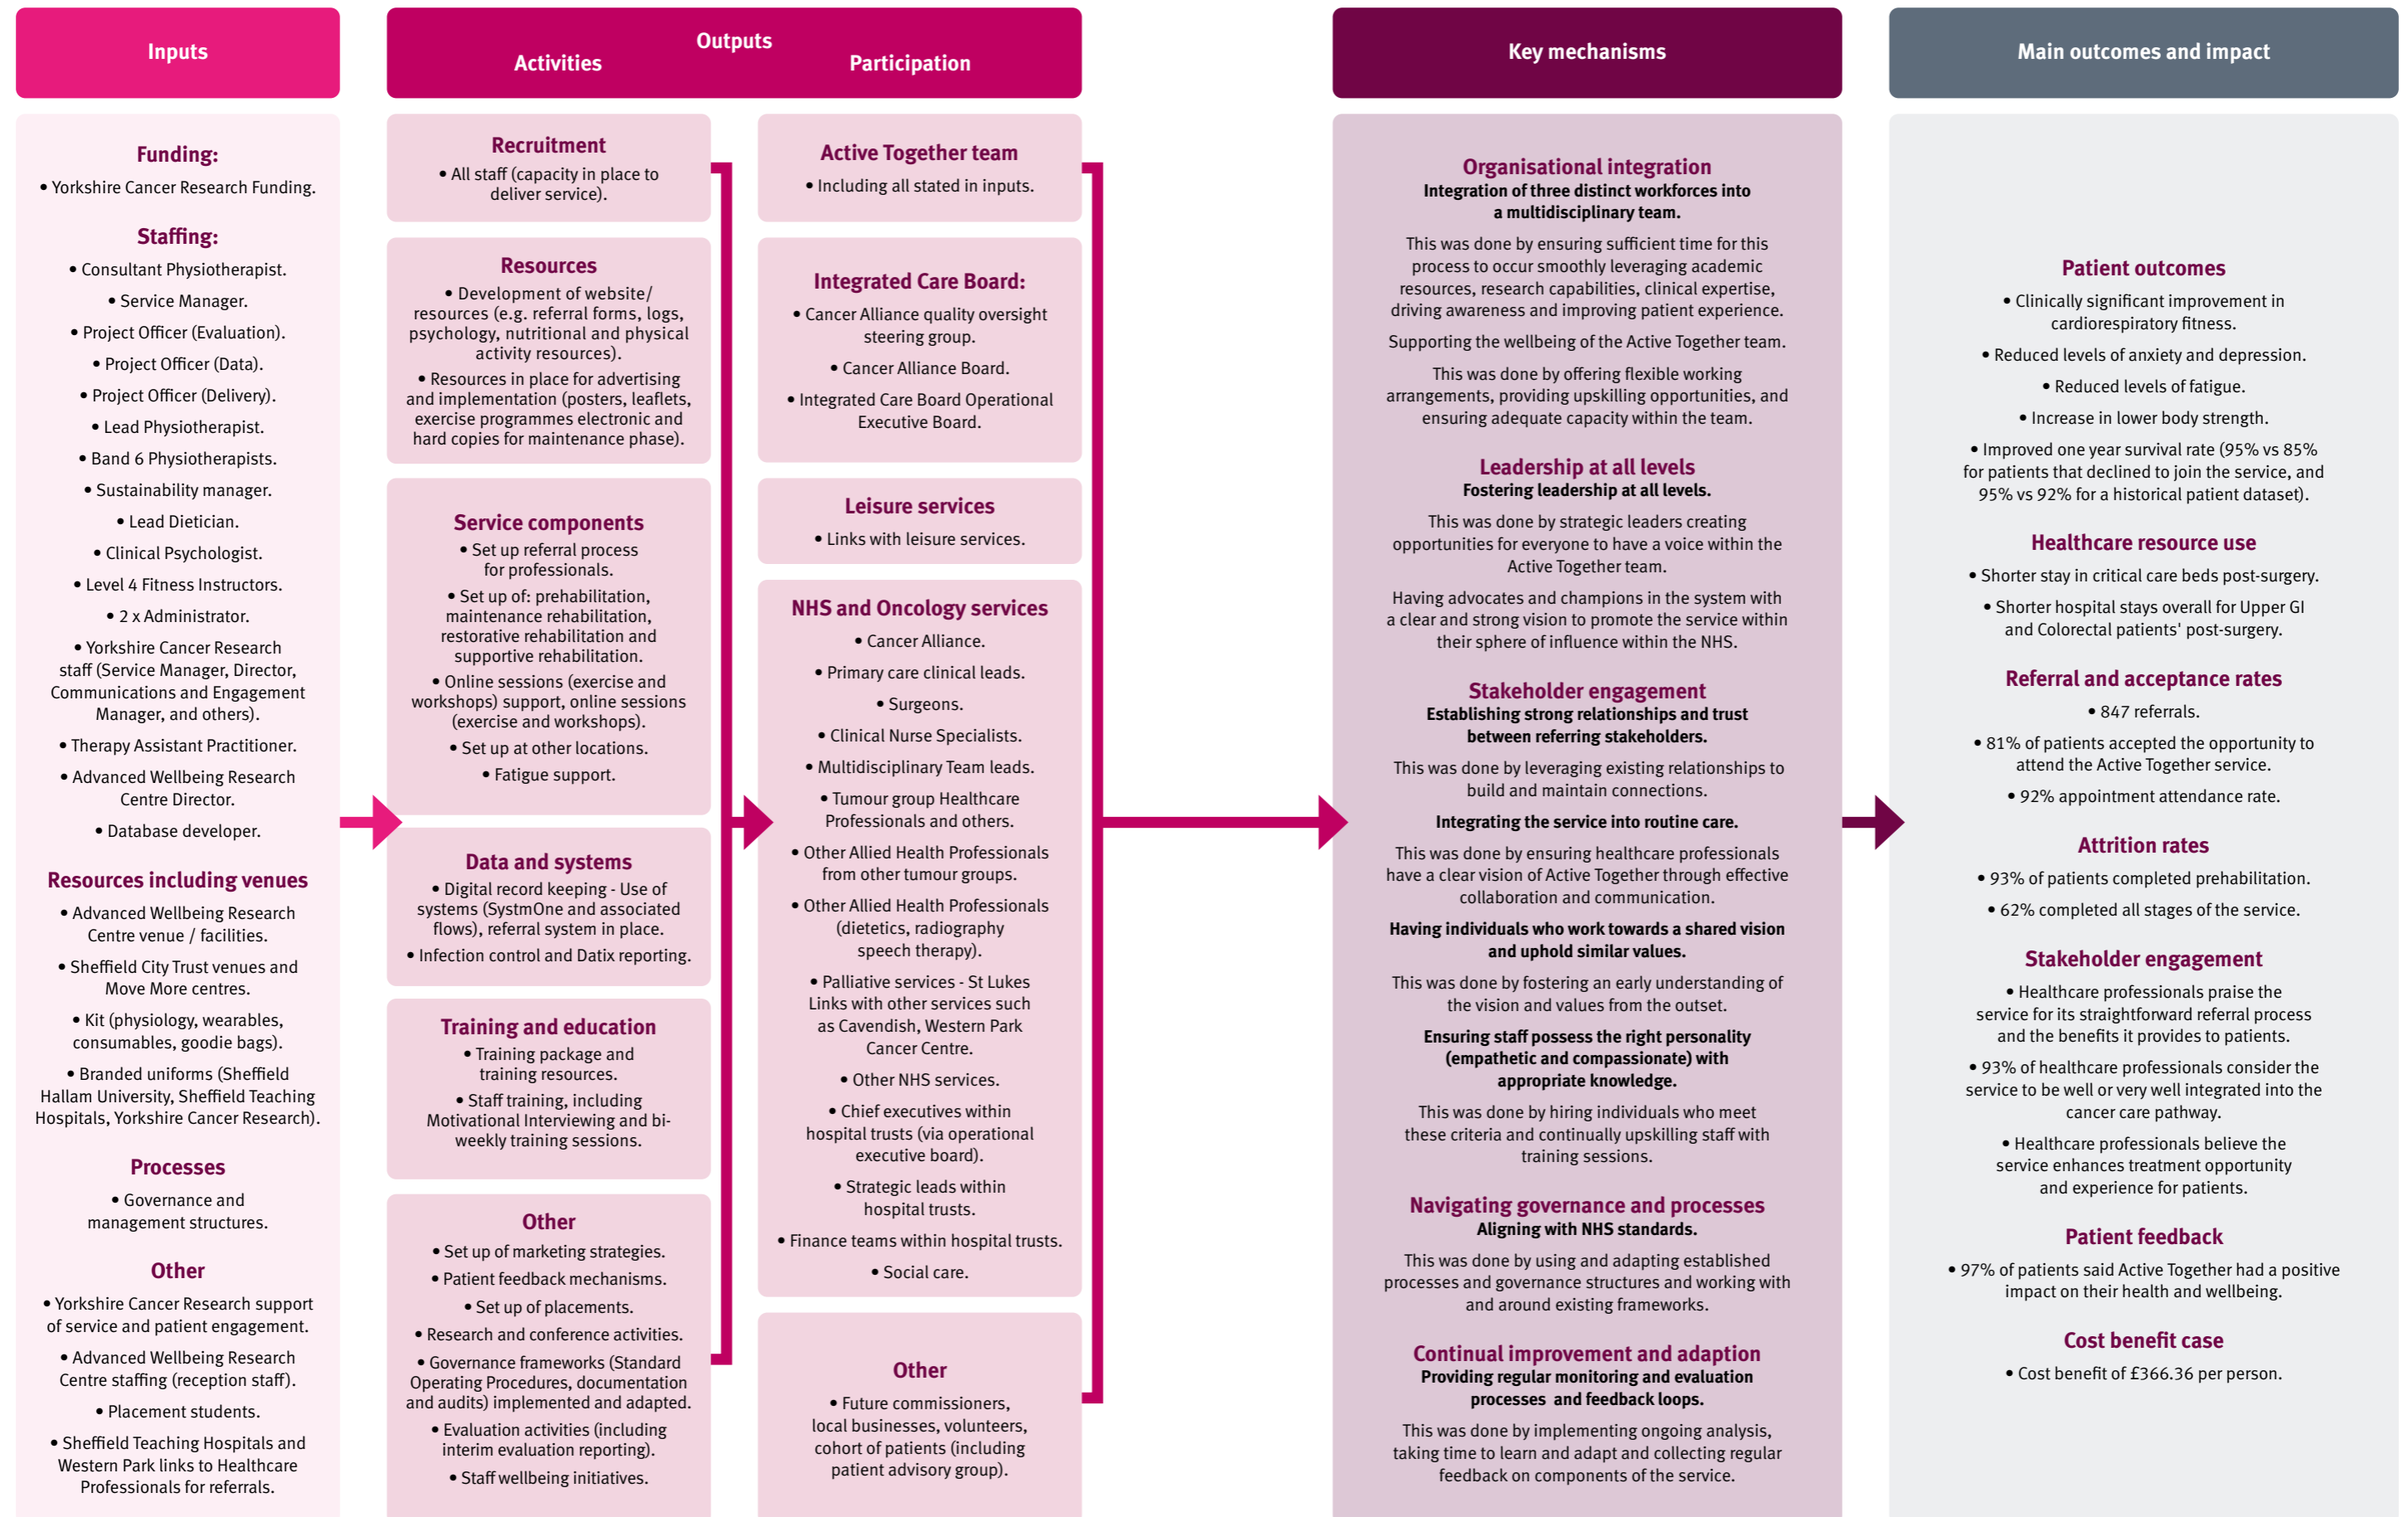 Inputs
Funding:
• Yorkshire Cancer Research Funding.
Staffing:
• Consultant Physiotherapist.
• Service Manager.
• Project Officer (Evaluation).
• Project Officer (Data).
• Project Officer (Delivery).
• Lead Physiotherapist.
• Band 6 Physiotherapists.
• Sustainability manager.
• Lead Dietician.
• Clinical Psychologist.
• Level 4 Fitness Instructors.
• 2 x Administrator.
• Yorkshire Cancer Research
staff (Service Manager, Director,
Communications and Engagement
Manager, and others).
• Therapy Assistant Practitioner.
• Advanced Wellbeing Research
Centre Director.
• Database developer.
Resources including venues
• Advanced Wellbeing Research
Centre venue / facilities.
• Sheffield City Trust venues and
Move More centres.
• Kit (physiology, wearables,
consumables, goodie bags).
• Branded uniforms (Sheffield
Hallam University, Sheffield Teaching
Hospitals, Yorkshire Cancer Research).
Processes
• Governance and
management structures.
Other
• Yorkshire Cancer Research support
of service and patient engagement.
• Advanced Wellbeing Research
Centre staffing (reception staff).
• Placement students.
• Sheffield Teaching Hospitals and
Western Park links to Healthcare
Professionals for referrals.
Outputs
Activities
Recruitment
• All staff (capacity in place to
deliver service).
Resources
• Development of website/
resources (e.g. referral forms, logs,
psychology, nutritional and physical
activity resources).
• Resources in place for advertising
and implementation (posters, leaflets,
exercise programmes electronic and
hard copies for maintenance phase).
Service components
• Set up referral process
for professionals.
• Set up of: prehabilitation,
maintenance rehabilitation,
restorative rehabilitation and
supportive rehabilitation.
• Online sessions (exercise and
workshops) support, online sessions
(exercise and workshops).
• Set up at other locations.
• Fatigue support.
Data and systems
• Digital record keeping - Use of
systems (SystmOne and associated
flows), referral system in place.
• Infection control and Datix reporting.
Training and education
• Training package and
training resources.
• Staff training, including
Motivational Interviewing and bi-
weekly training sessions.
Other
• Set up of marketing strategies.
• Patient feedback mechanisms.
• Set up of placements.
• Research and conference activities.
• Governance frameworks (Standard
Operating Procedures, documentation
and audits) implemented and adapted.
• Evaluation activities (including
interim evaluation reporting).
• Staff wellbeing initiatives.
Participation
Active Together team
• Including all stated in inputs.
Integrated Care Board:
• Cancer Alliance quality oversight
steering group.
• Cancer Alliance Board.
• Integrated Care Board Operational
Executive Board.
Leisure services
• Links with leisure services.
NHS and Oncology services
• Cancer Alliance.
• Primary care clinical leads.
• Surgeons.
• Clinical Nurse Specialists.
• Multidisciplinary Team leads.
• Tumour group Healthcare
Professionals and others.
• Other Allied Health Professionals
from other tumour groups.
• Other Allied Health Professionals
(dietetics, radiography
speech therapy).
• Palliative services - St Lukes
Links with other services such
as Cavendish, Western Park
Cancer Centre.
• Other NHS services.
• Chief executives within
hospital trusts (via operational
executive board).
• Strategic leads within
hospital trusts.
• Finance teams within hospital trusts.
• Social care.
Other
• Future commissioners,
local businesses, volunteers,
cohort of patients (including
patient advisory group).
Key mechanisms
Organisational integration
Integration of three distinct workforces into
a multidisciplinary team.
This was done by ensuring sufficient time for this
process to occur smoothly leveraging academic
resources, research capabilities, clinical expertise,
driving awareness and improving patient experience.
Supporting the wellbeing of the Active Together team.
This was done by offering flexible working
arrangements, providing upskilling opportunities, and
ensuring adequate capacity within the team.
Leadership at all levels
Fostering leadership at all levels.
This was done by strategic leaders creating
opportunities for everyone to have a voice within the
Active Together team.
Having advocates and champions in the system with
a clear and strong vision to promote the service within
their sphere of influence within the NHS.
Stakeholder engagement
Establishing strong relationships and trust
between referring stakeholders.
This was done by leveraging existing relationships to
build and maintain connections.
Integrating the service into routine care.
This was done by ensuring healthcare professionals
have a clear vision of Active Together through effective
collaboration and communication.
Having individuals who work towards a shared vision
and uphold similar values.
This was done by fostering an early understanding of
the vision and values from the outset.
Ensuring staff possess the right personality
(empathetic and compassionate) with
appropriate knowledge.
This was done by hiring individuals who meet
these criteria and continually upskilling staff with
training sessions.
Navigating governance and processes
Aligning with NHS standards.
This was done by using and adapting established
processes and governance structures and working with
and around existing frameworks.
Continual improvement and adaption
Providing regular monitoring and evaluation
processes and feedback loops.
This was done by implementing ongoing analysis,
taking time to learn and adapt and collecting regular
feedback on components of the service.
Main outcomes and impact
Patient outcomes
• Clinically significant improvement in
cardiorespiratory fitness.
• Reduced levels of anxiety and depression.
• Reduced levels of fatigue.
• Increase in lower body strength.
• Improved one year survival rate (95% vs 85%
for patients that declined to join the service, and
95% vs 92% for a historical patient dataset).
Healthcare resource use
• Shorter stay in critical care beds post-surgery.
• Shorter hospital stays overall for Upper GI
and Colorectal patients' post-surgery.
Referral and acceptance rates
• 847 referrals.
• 81% of patients accepted the opportunity to
attend the Active Together service.
• 92% appointment attendance rate.
Attrition rates
• 93% of patients completed prehabilitation.
• 62% completed all stages of the service.
Stakeholder engagement
• Healthcare professionals praise the
service for its straightforward referral process
and the benefits it provides to patients.
• 93% of healthcare professionals consider the
service to be well or very well integrated into the
cancer care pathway.
• Healthcare professionals believe the
service enhances treatment opportunity
and experience for patients.
Patient feedback
• 97% of patients said Active Together had a positive
impact on their health and wellbeing.
Cost benefit case
• Cost benefit of £366.36 per person.